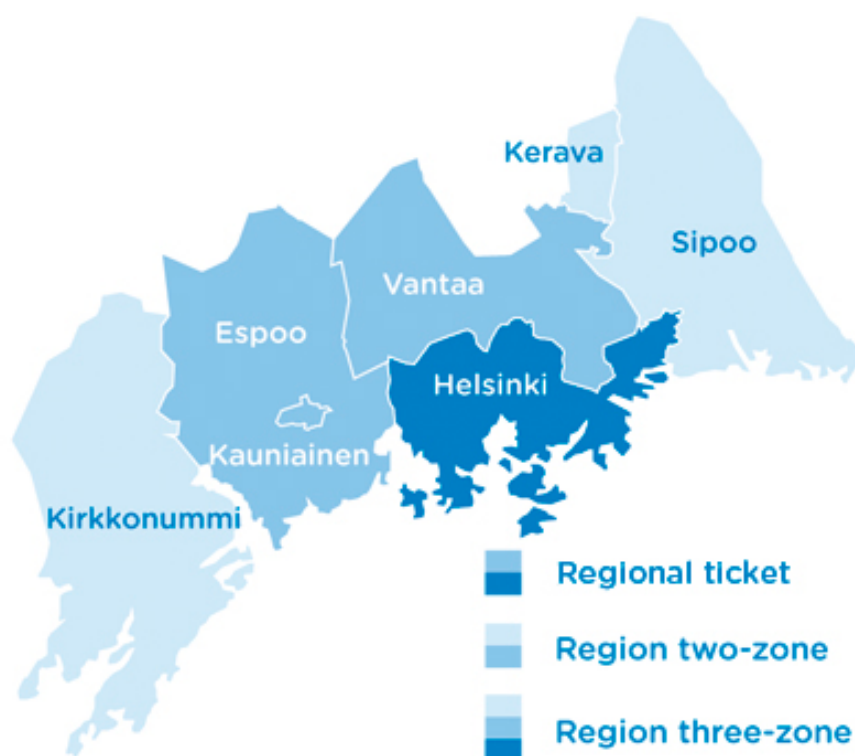 Kerava
Sipoo
Vantaa
Espoo
Helsinki
Kauniainen
Kirkkonummi
Regional ticket
Region two-zone
Region three-zone